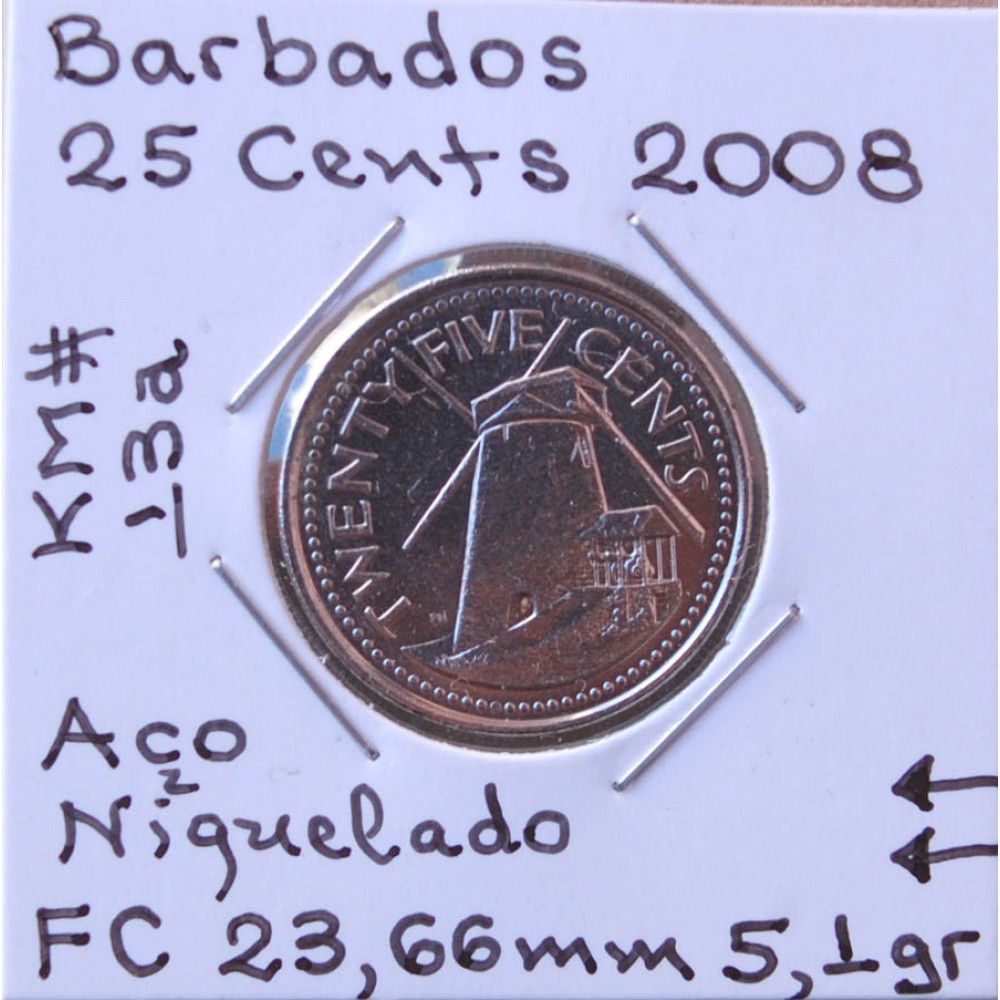 Barbados
25 Cents 2008
KM#
13a
TWENTY FIVE CENTS
Aço
Niquelado
FC 23,66mm 5,1gr